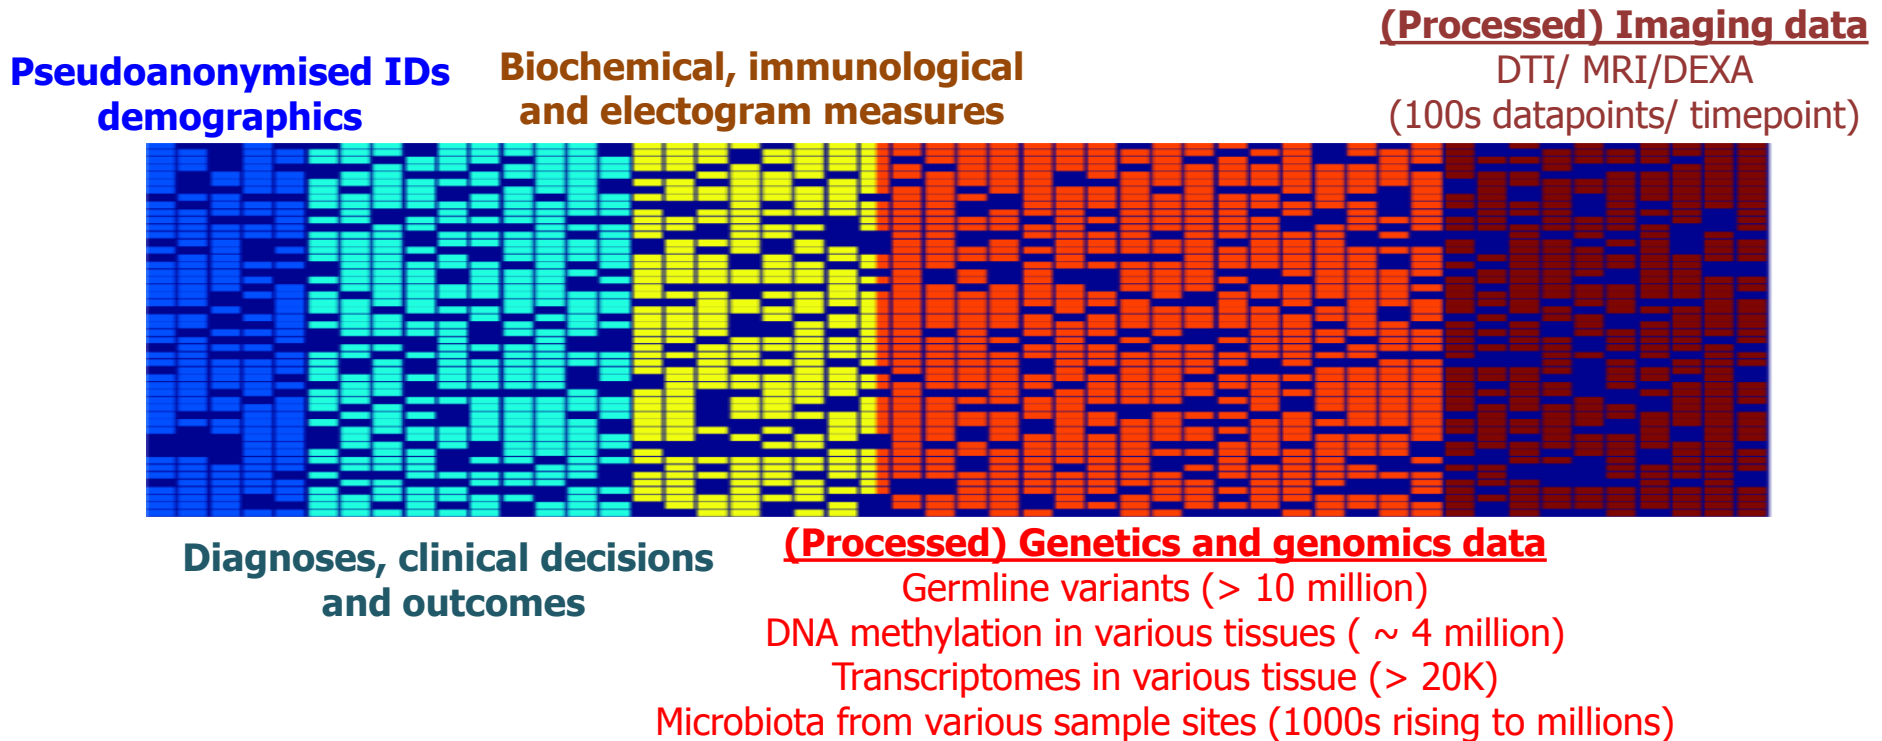 Pseudoanonymised IDs
demographics
Biochemical, immunological
and electogram measures
(Processed) Imaging data
DTI/ MRI/DEXA
(100s datapoints/ timepoint)
Diagnoses, clinical decisions
and outcomes
(Processed) Genetics and genomics data
Germline variants (> 10 million)
DNA methylation in various tissues ( ~ 4 million)
Transcriptomes in various tissue (> 20K)
Microbiota from various sample sites (1000s rising to millions)